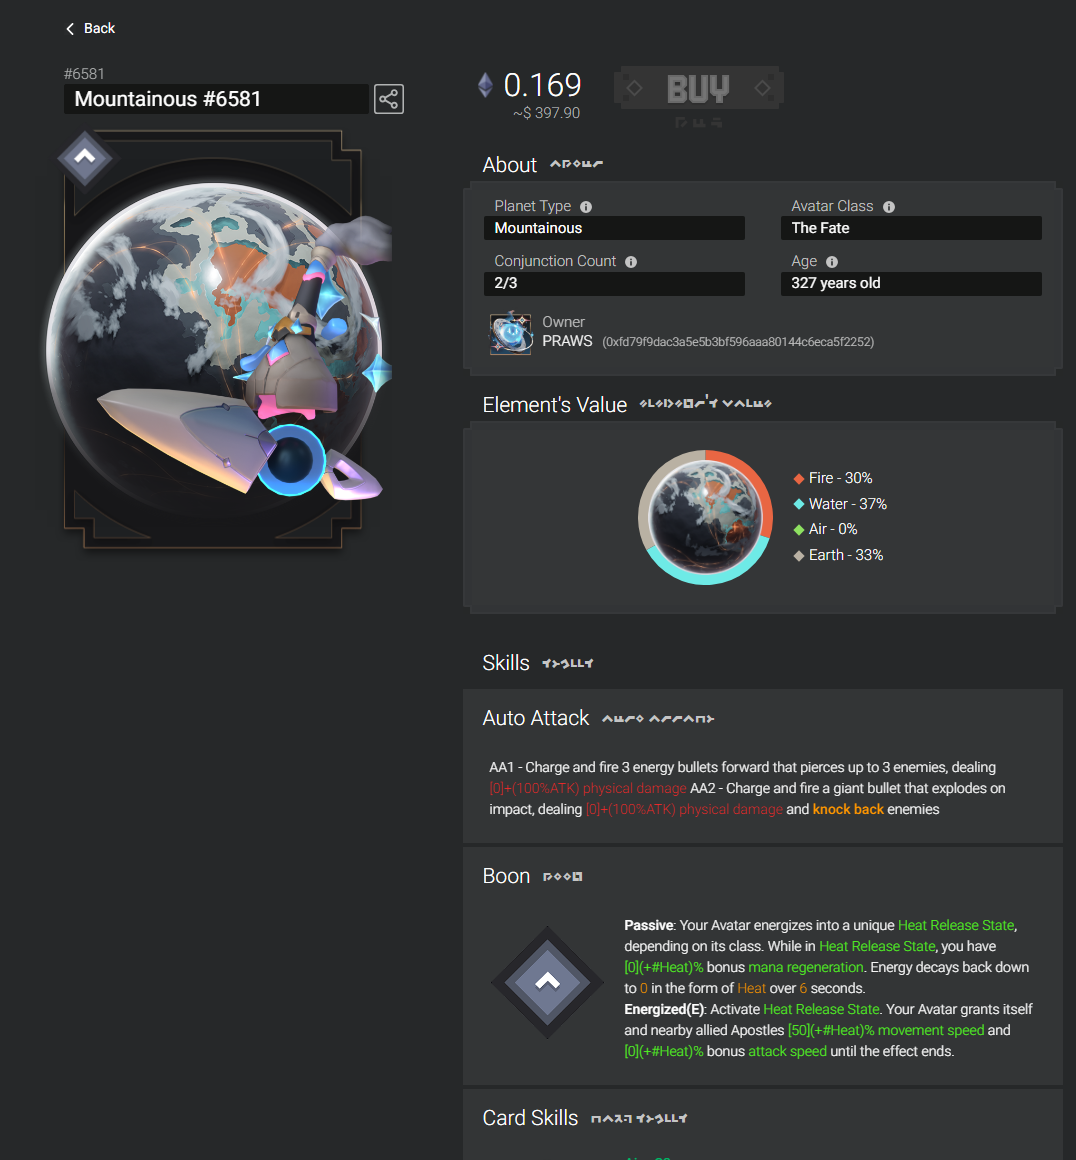 Back
#6581
Mountainous #6581
0.169
~$ 397.90
BUY
About
Planet Type
Mountainous
Avatar Class
The Fate
Conjunction Count
2/3
Age
327 years old
Owner
PRAWS (0xfd79f9dac3a5e5b3bf596aaa80144c6eca5f2252)
Element's Value
Fire - 30%
Water - 37%
Air - 0%
Earth - 33%
Skills
Auto Attack
AA1 - Charge and fire 3 energy bullets forward that pierces up to 3 enemies, dealing
[0]+(100%ATK) physical damage AA2 - Charge and fire a giant bullet that explodes on
impact, dealing [0]+(100%ATK) physical damage and knock back enemies
Boon
Passive: Your Avatar energizes into a unique Heat Release State,
depending on its class. While in Heat Release State, you have
[0](+#Heat)% bonus mana regeneration. Energy decays back down
to 0 in the form of Heat over 6 seconds.
Energized(E): Activate Heat Release State. Your Avatar grants itself
and nearby allied Apostles [50](+#Heat)% movement speed and
[0](+#Heat)% bonus attack speed until the effect ends.
Card Skills